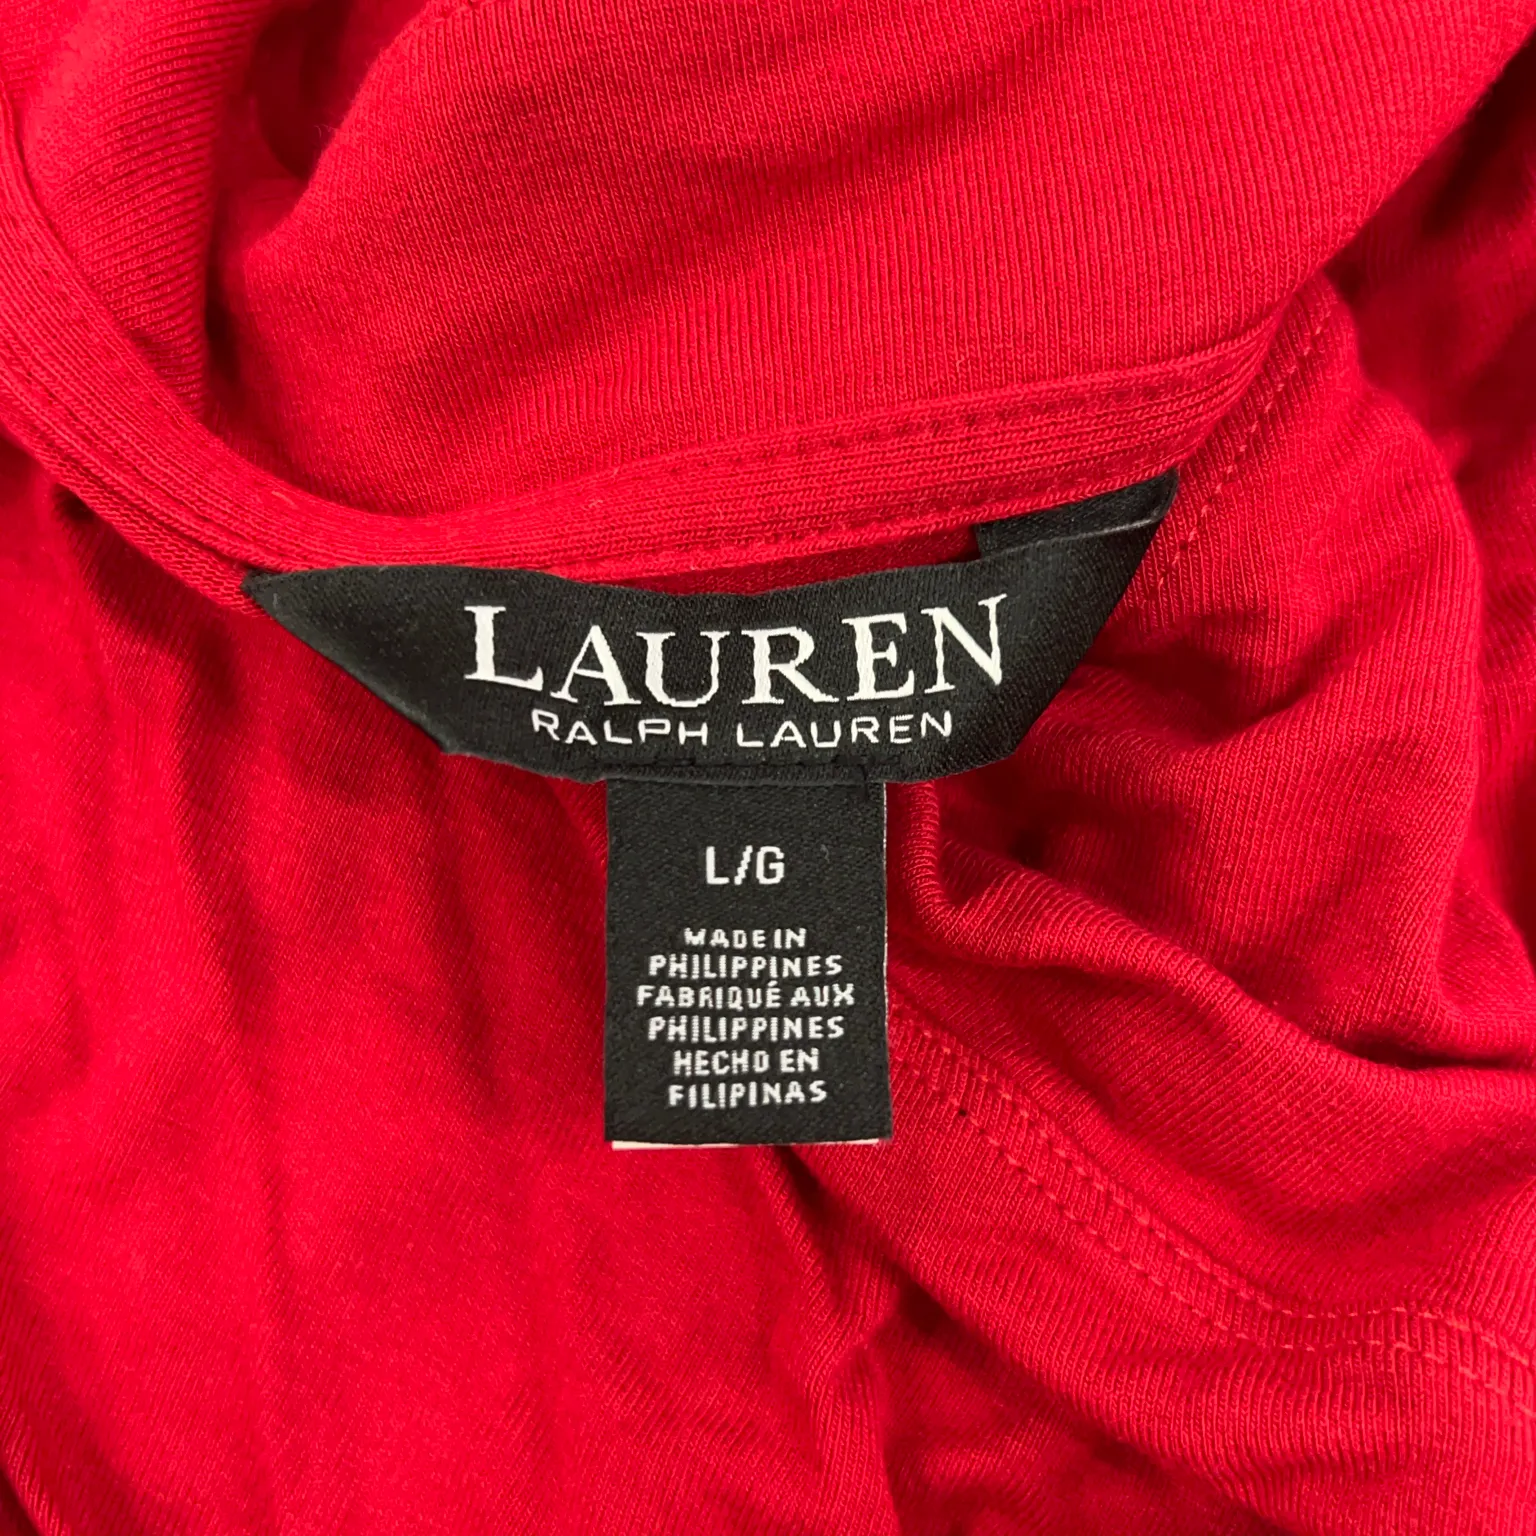 LAUREN
RALPH LAUREN
L/G
MADE IN
PHILIPPINES
FABRIQUÉ AUX
PHILIPPINES
HECHO EN
FILIPINAS